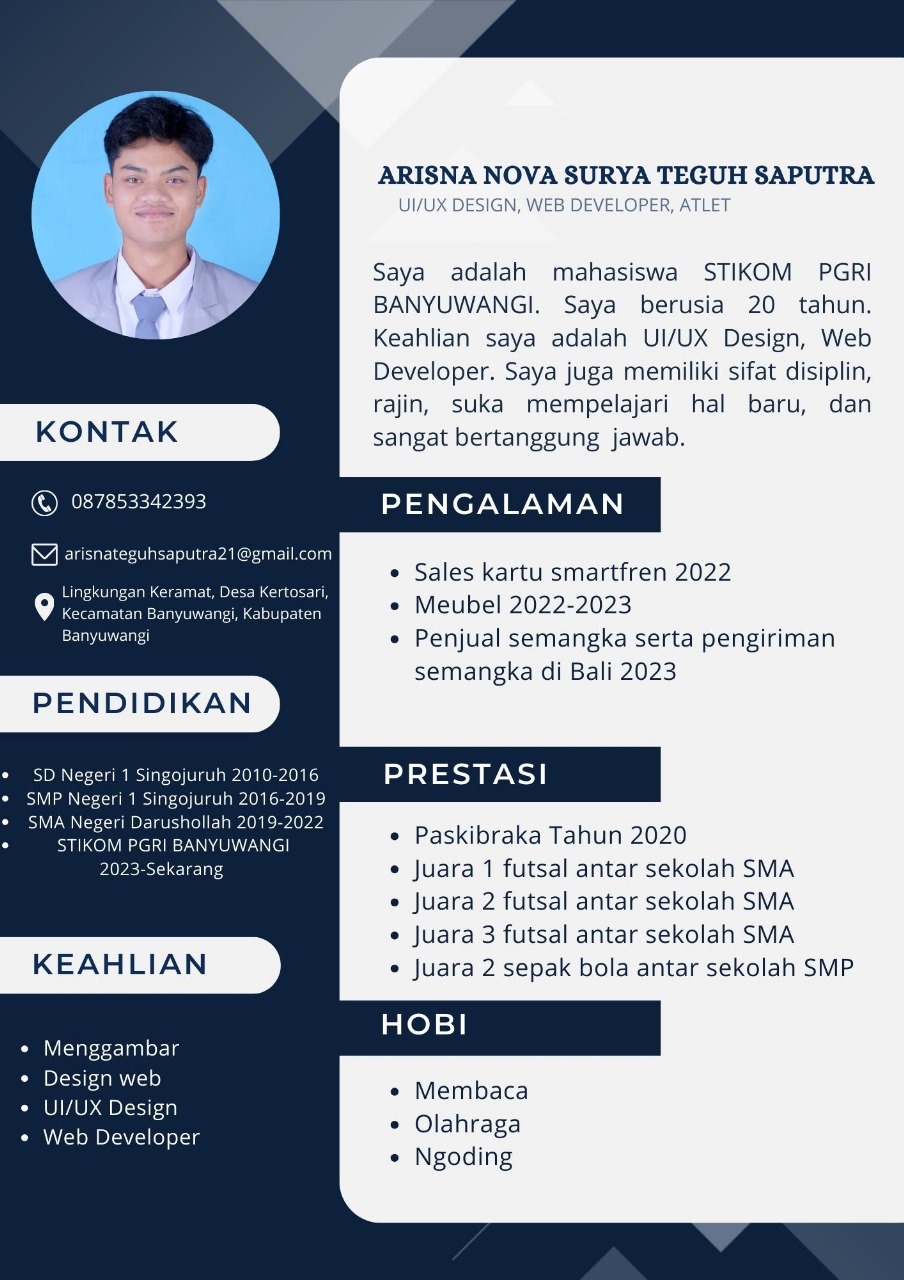 ARISNA NOVA SURYA TEGUH SAPUTRA
UI/UX DESIGN, WEB DEVELOPER, ATLET
Saya adalah mahasiswa STIKOM PGRI
BANYUWANGI. Saya berusia 20 tahun.
Keahlian saya adalah UI/UX Design, Web
Developer. Saya juga memiliki sifat disiplin,
rajin, suka mempelajari hal baru, dan
sangat bertanggung jawab.
KONTAK
087853342393
arisnateguhsaputra21@gmail.com
Lingkungan Keramat, Desa Kertosari,
Kecamatan Banyuwangi, Kabupaten
Banyuwangi
PENDIDIKAN
• SD Negeri 1 Singojuruh 2010-2016
• SMP Negeri 1 Singojuruh 2016-2019
• SMA Negeri Darushollah 2019-2022
• STIKOM PGRI BANYUWANGI
2023-Sekarang
KEAHLIAN
• Menggambar
• Design web
• UI/UX Design
• Web Developer
PENGALAMAN
• Sales kartu smartfren 2022
• Meubel 2022-2023
• Penjual semangka serta pengiriman
semangka di Bali 2023
PRESTASI
• Paskibraka Tahun 2020
• Juara 1 futsal antar sekolah SMA
• Juara 2 futsal antar sekolah SMA
• Juara 3 futsal antar sekolah SMA
• Juara 2 sepak bola antar sekolah SMP
HOBI
• Membaca
• Olahraga
• Ngoding